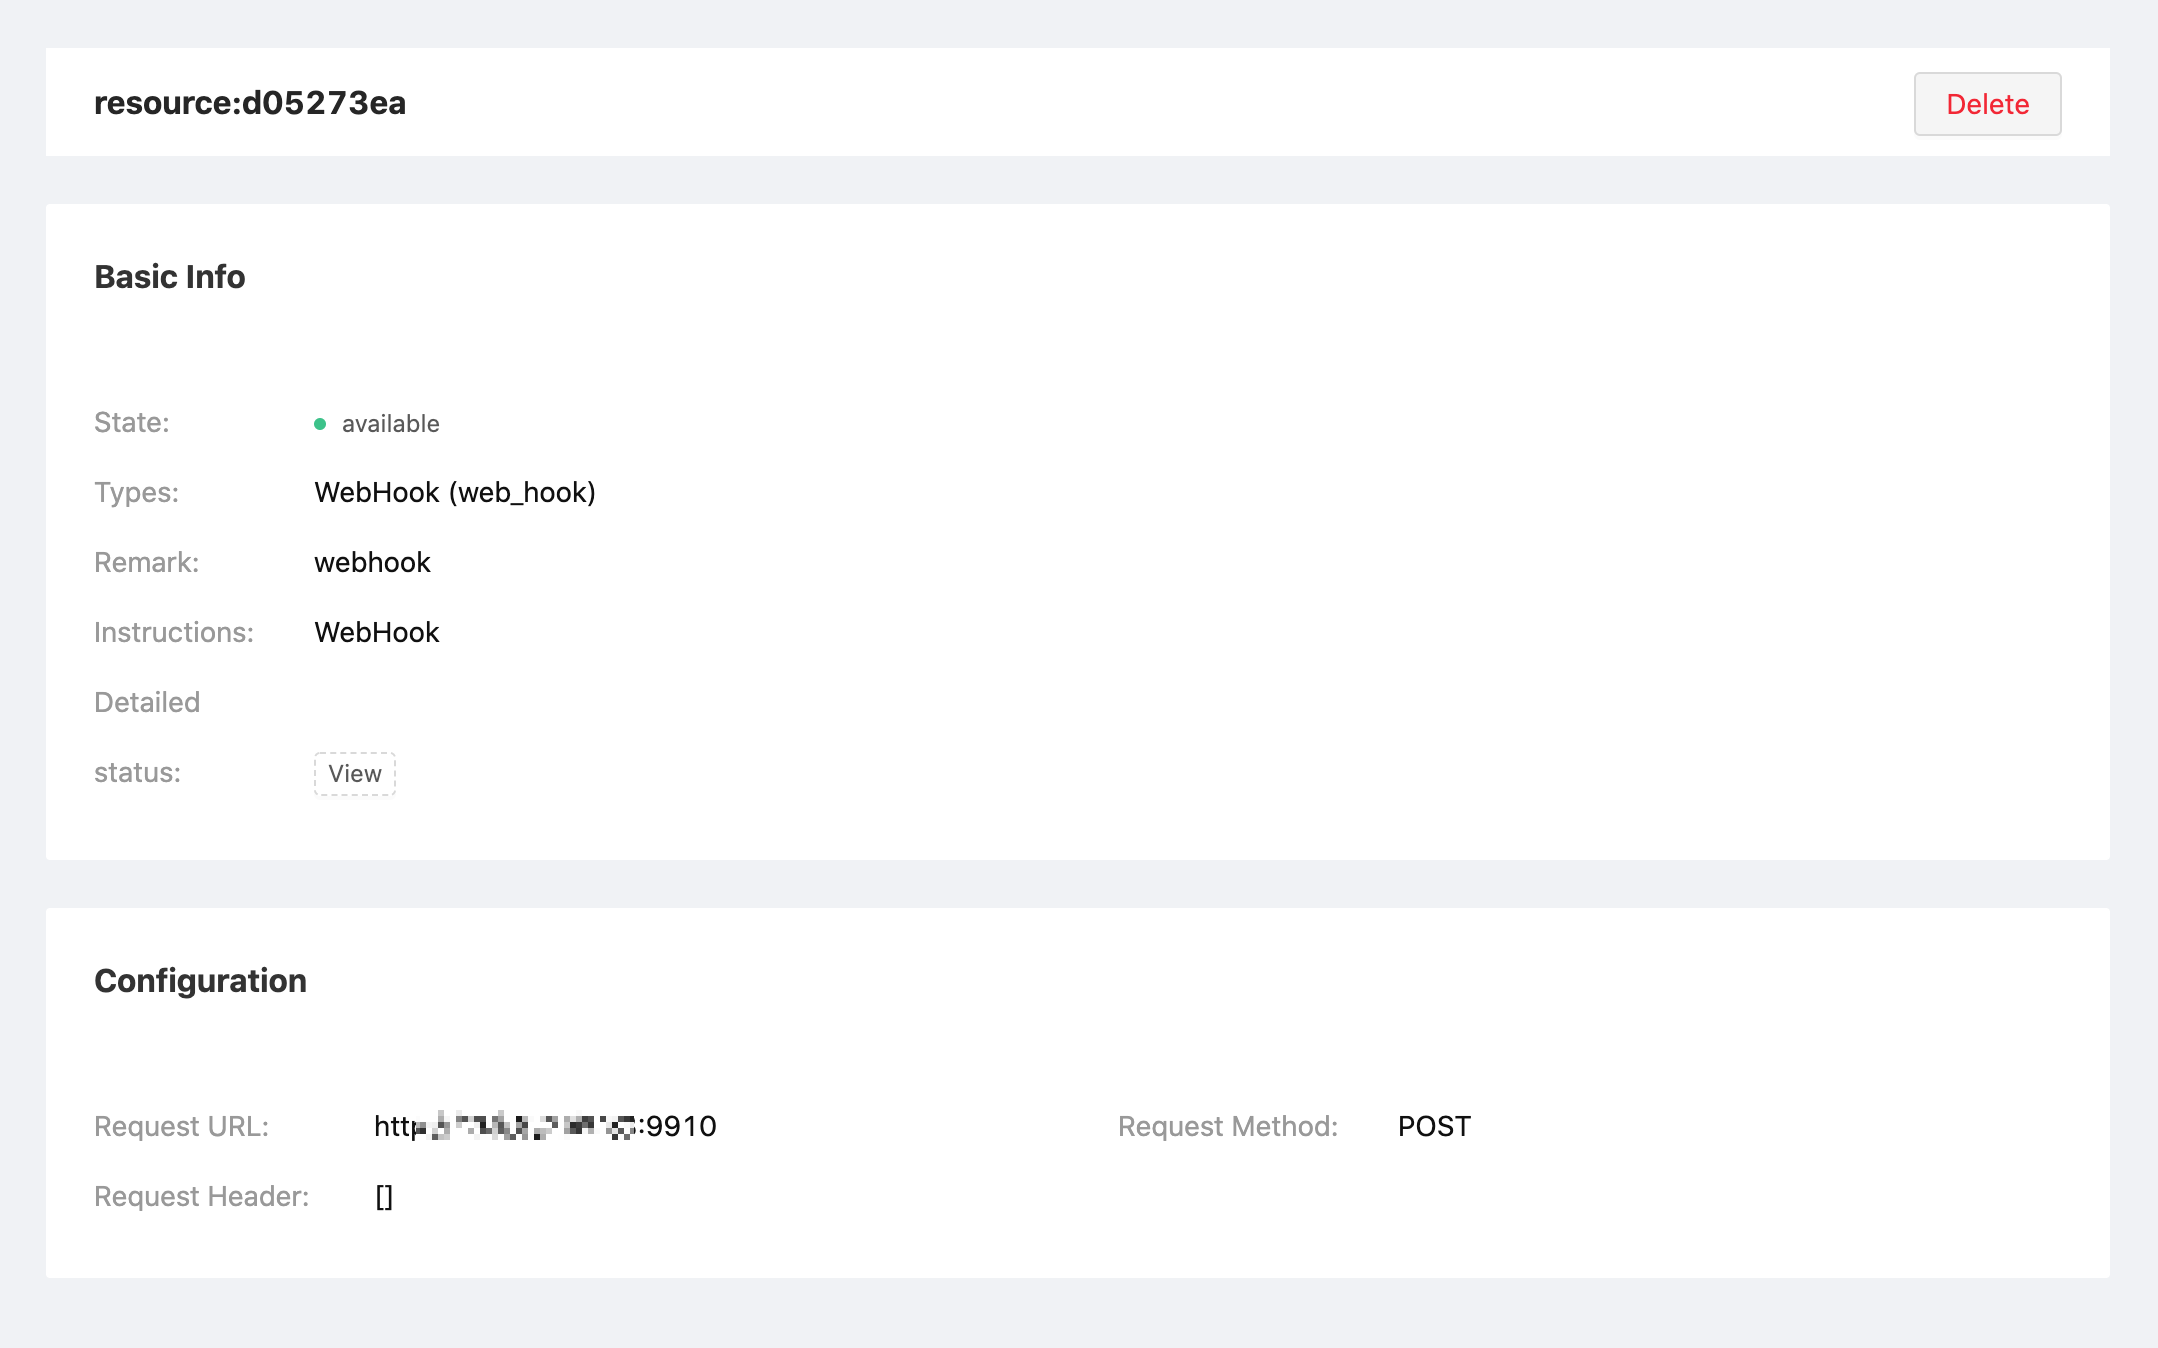 resource:d05273ea
Delete
Basic Info
State: available
Types: WebHook (web_hook)
Remark: webhook
Instructions: WebHook
Detailed
status: View
Configuration
Request URL: http :9910
Request Method: POST
Request Header: []